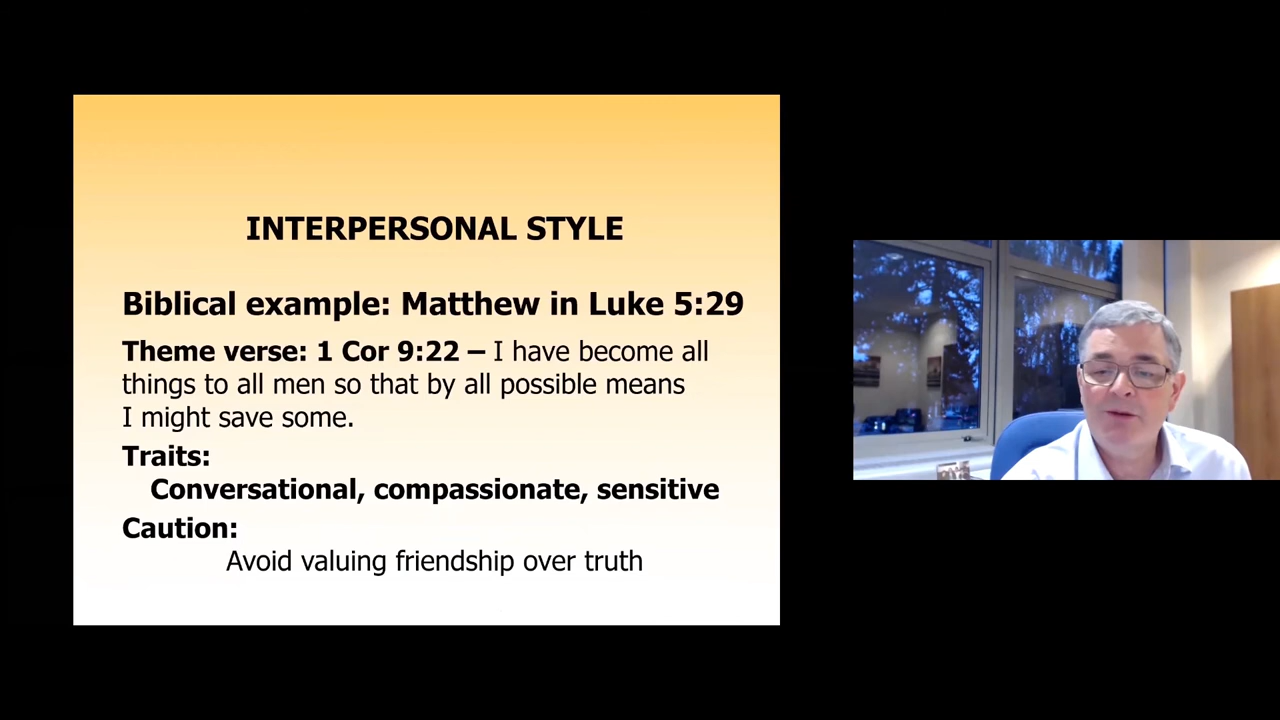 INTERPERSONAL STYLE
Biblical example: Matthew in Luke 5:29
Theme verse: 1 Cor 9:22 – I have become all
things to all men so that by all possible means
I might save some.
Traits:
Conversational, compassionate, sensitive
Caution:
Avoid valuing friendship over truth